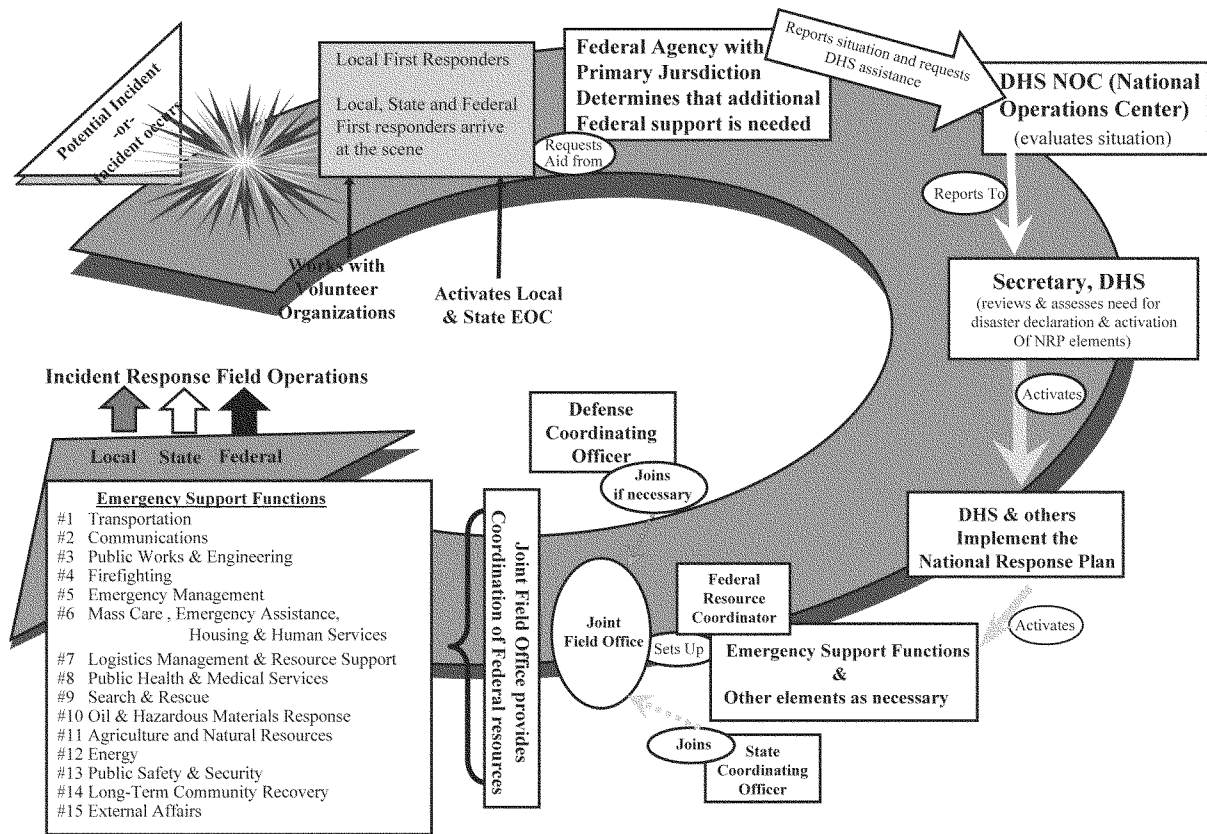 Potential Incident
-or-
Incident occurs
Local First Responders
Local, State and Federal
First responders arrive
at the scene
Requests
Aid from
Federal Agency with
Primary Jursdiction
Determines that additional
Federal support is needed
Reports situation and requests
DHS assistance
DHS NOC (National
Operations Center)
(evaluates situation)
Reports To
Works with
Volunteer
Organizations
Activates Local
& State EOC
Secretary, DHS
(reviews & assesses need for
disaster declaration & activation
Of NRP elements)
Activates
DHS & others
Implement the
National Response Plan
Activates
Emergency Support Functions
&
Other elements as necessary
Federal
Resource
Coordinator
Sets Up
Joint
Field Office
Defense
Coordinating
Officer
Joins
if necessary
Joins
State
Coordinating
Officer
Joint Field Office provides
Coordination of Federal resources
Incident Response Field Operations
Local State Federal
Emergency Support Functions
#1 Transportation
#2 Communications
#3 Public Works & Engineering
#4 Firefighting
#5 Emergency Management
#6 Mass Care , Emergency Assistance,
Housing & Human Services
#7 Logistics Management & Resource Support
#8 Public Health & Medical Services
#9 Search & Rescue
#10 Oil & Hazardous Materials Response
#11 Agriculture and Natural Resources
#12 Energy
#13 Public Safety & Security
#14 Long-Term Community Recovery
#15 External Affairs